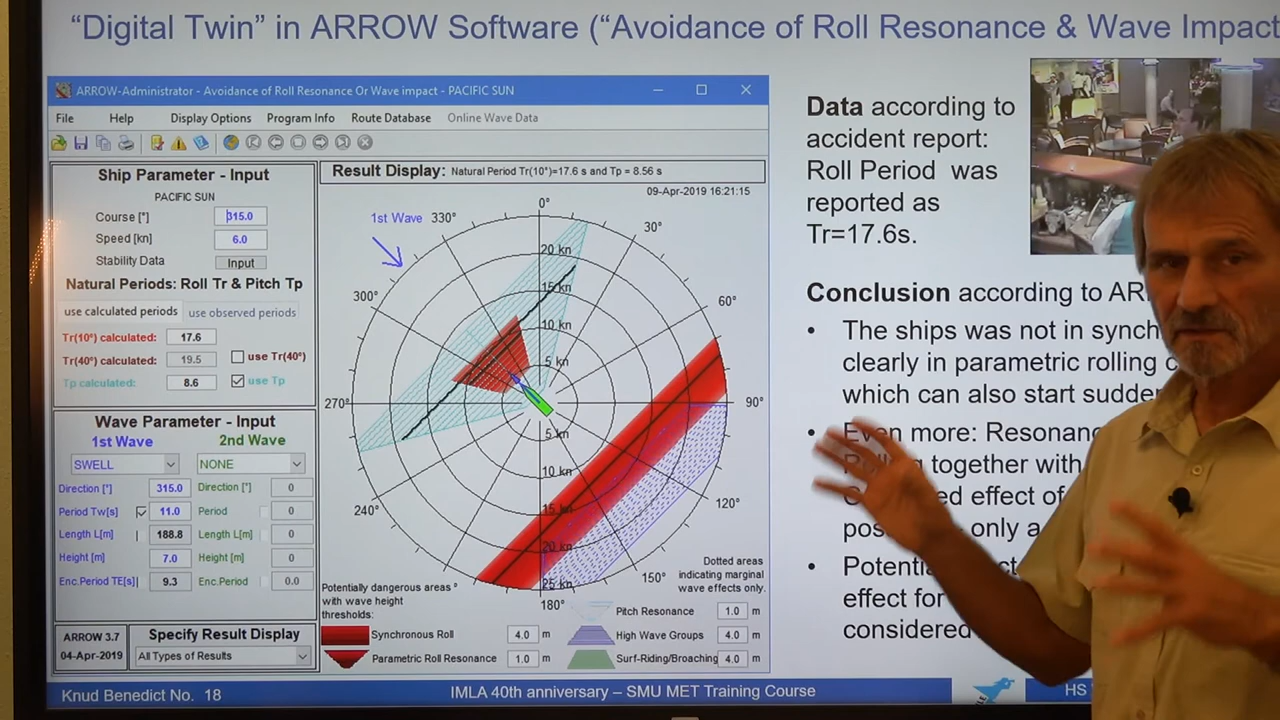 “Digital Twin” in ARROW Software (“Avoidance of Roll Resonance & Wave Impact
ARROW-Administrator - Avoidance of Roll Resonance Or Wave impact - PACIFIC SUN
File Help Display Options Program Info Route Database Online Wave Data
Ship Parameter - Input
PACIFIC SUN
Course [°] 315.0
Speed [kn] 6.0
Stability Data Input
Natural Periods: Roll Tr & Pitch Tp
use calculated periods use observed periods
Tr(10°) calculated: 17.6
Tr(40°) calculated: 19.5 use Tr(40°)
Tp calculated: 8.6 use Tp
Wave Parameter - Input
1st Wave 2nd Wave
SWELL NONE
Direction [°] 315.0 Direction [°] 0
Period Tw[s] 11.0 Period 0
Length L[m] 188.8 Length L[m] 0
Height [m] 7.0 Height [m] 0
Enc.Period TE[s] 9.3 Enc.Period 0.0
ARROW 3.7
04-Apr-2019
Specify Result Display
All Types of Results
Result Display: Natural Period Tr(10°)=17.6 s and Tp = 8.56 s
09-Apr-2019 16:21:15
1st Wave
0°
330°
30°
300°
60°
270°
90°
240°
120°
150°
180°
20 kn
15 kn
10 kn
5 kn
5 kn
10 kn
15 kn
20 kn
25 kn
Potentially dangerous areas °
with wave height
thresholds:
Dotted areas
indicating marginal
wave effects only.
Synchronous Roll 4.0 m
Parametric Roll Resonance 1.0 m
Pitch Resonance 1.0 m
High Wave Groups 4.0 m
Surf-Riding/Broaching 4.0 m
Data according to
accident report:
Roll Period was
reported as
Tr=17.6s.
Conclusion according to
• The ships was not in
clearly in parametric rolling
which can also start
• Even more:
together with
effect of
only a
•
effect for
considered
Knud Benedict No. 18
IMLA 40th anniversary – SMU MET Training Course
HS